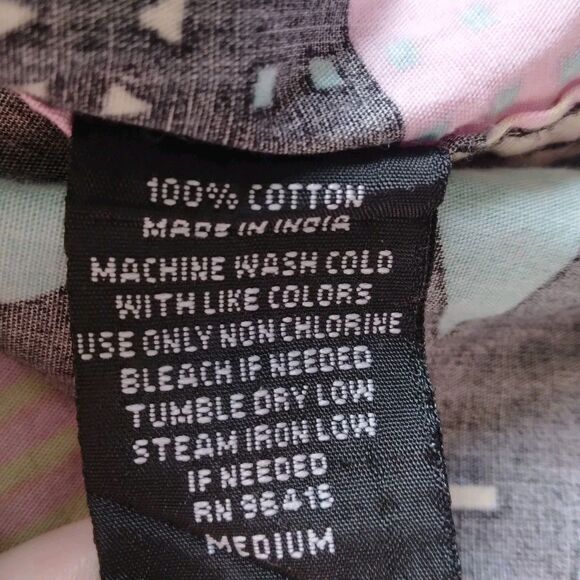 100% COTTON
MADE IN INDIA
MACHINE WASH COLD
WITH LIKE COLORS
USE ONLY NON CHLORINE
BLEACH IF NEEDED
TUMBLE DRY LOW
STEAM IRON LOW
IF NEEDED
RN 96415
MEDIUM